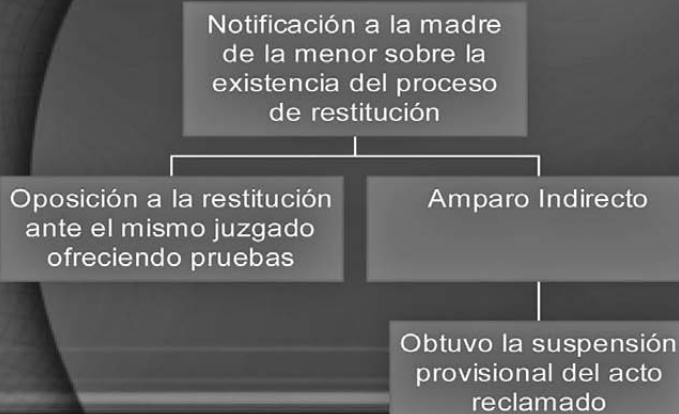 Notificación a la madre
de la menor sobre la
existencia del proceso
de restitución
Oposición a la restitución
ante el mismo juzgado
ofreciendo pruebas
Amparo Indirecto
Obtuvo la suspensión
provisional del acto
reclamado